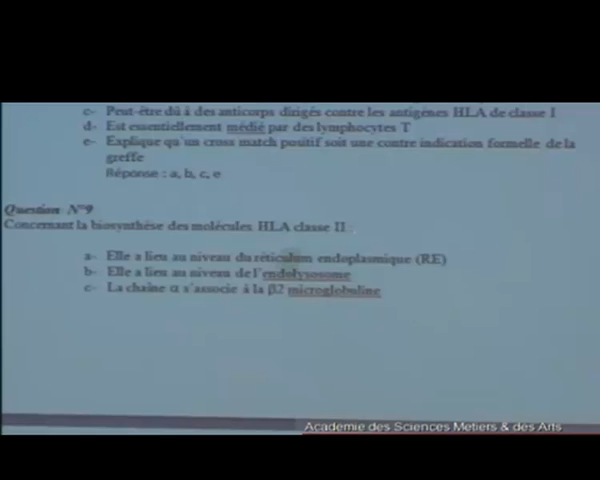 c- Peut-être dû à des anticorps dirigés contre les antigènes HLA de classe I
d- Est essentiellement médié par des lymphocytes T
e- Explique qu'un cross match positif soit une contre indication formelle de la
greffe
Réponse : a, b, c, e
Question N°9
Concernant la biosynthèse des molécules HLA classe II :
a- Elle a lieu au niveau du réticulum endoplasmique (RE)
b- Elle a lieu au niveau de l'endolysosome
c- La chaîne α s'associe à la β2 microglobuline
Académie des Sciences Metiers & des Arts